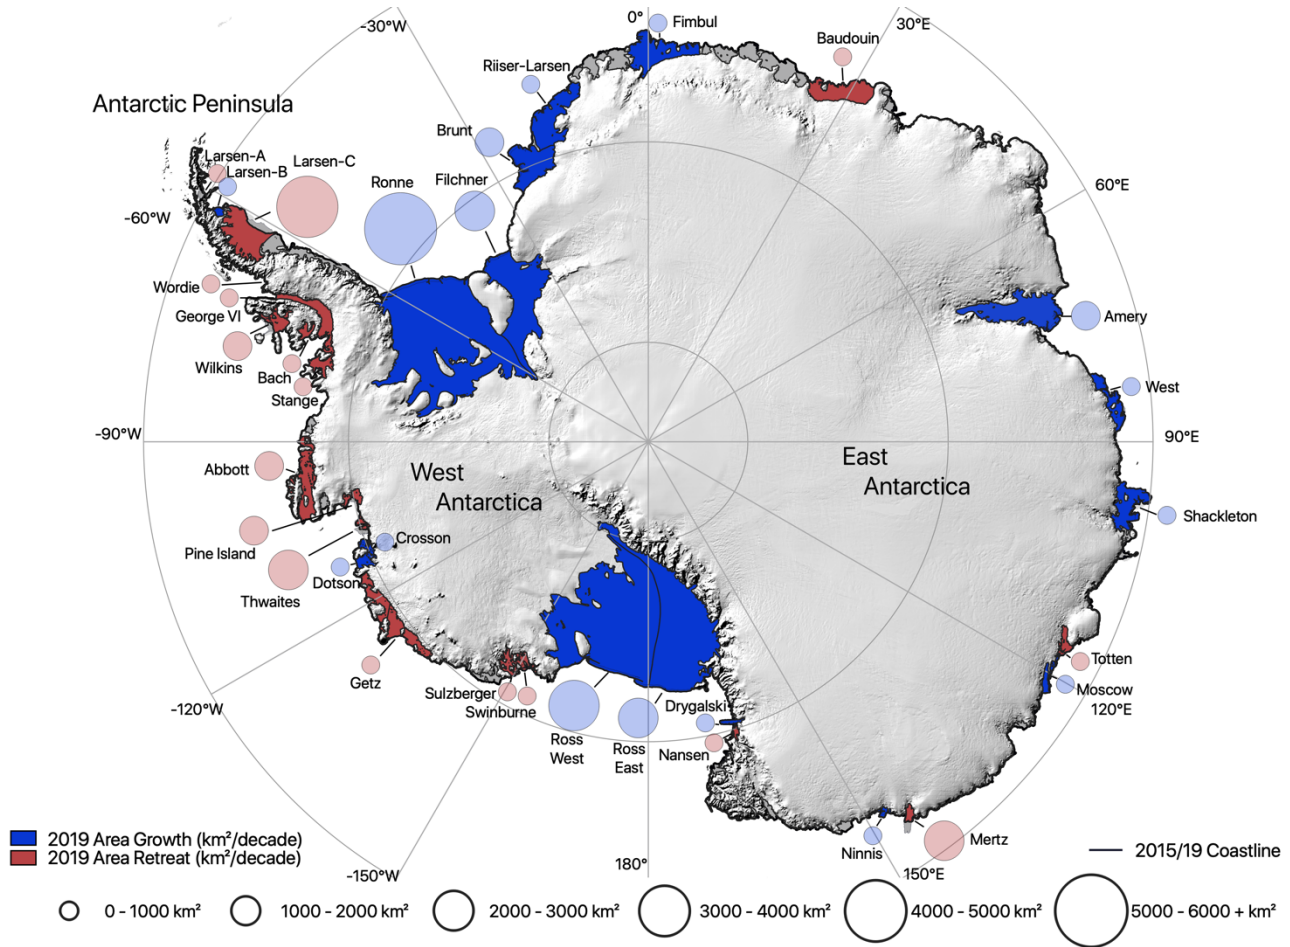 -30°W
0°
Fimbul
30°E
Baudouin
Riiser-Larsen
Antarctic Peninsula
Brunt
Larsen-A
Larsen-B
Larsen-C
Ronne
Filchner
60°E
-60°W
Wordie
George VI
Amery
Wilkins
Bach
Stange
West
-90°W
90°E
Abbott
West
Antarctica
East
Antarctica
Shackleton
Pine Island
Crosson
Dotson
Thwaites
Totten
Getz
Sulzberger
Swinburne
Moscow
120°E
-120°W
Drygalski
Ross
West
Ross
East
Nansen
2019 Area Growth (km²/decade)
2019 Area Retreat (km²/decade)
Ninnis
Mertz
2015/19 Coastline
-150°W
180°
150°E
0 - 1000 km²
1000 - 2000 km²
2000 - 3000 km²
3000 - 4000 km²
4000 - 5000 km²
5000 - 6000 + km²